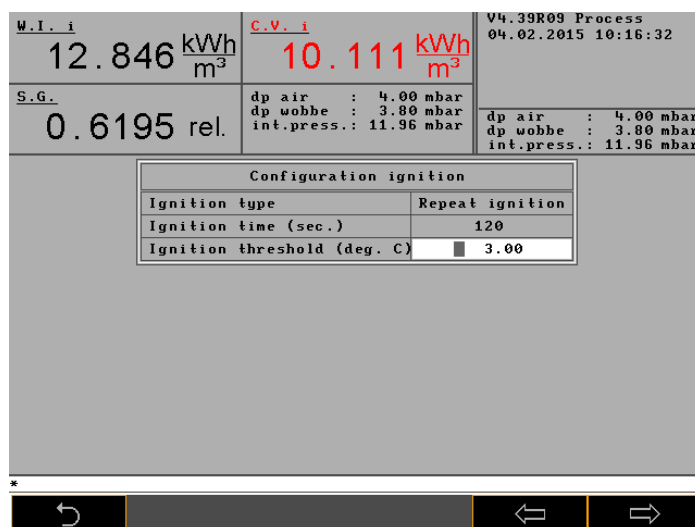 W.I. i
12.846 kWh/m³
C.V. i
10.111 kWh/m³
V4.39R09 Process
04.02.2015 10:16:32
S.G.
0.6195 rel.
dp air : 4.00 mbar
dp wobbe : 3.80 mbar
int.press.: 11.96 mbar
dp air : 4.00 mbar
dp wobbe : 3.80 mbar
int.press.: 11.96 mbar
Configuration ignition
Ignition type Repeat ignition
Ignition time (sec.) 120
Ignition threshold (deg. C) 3.00
*